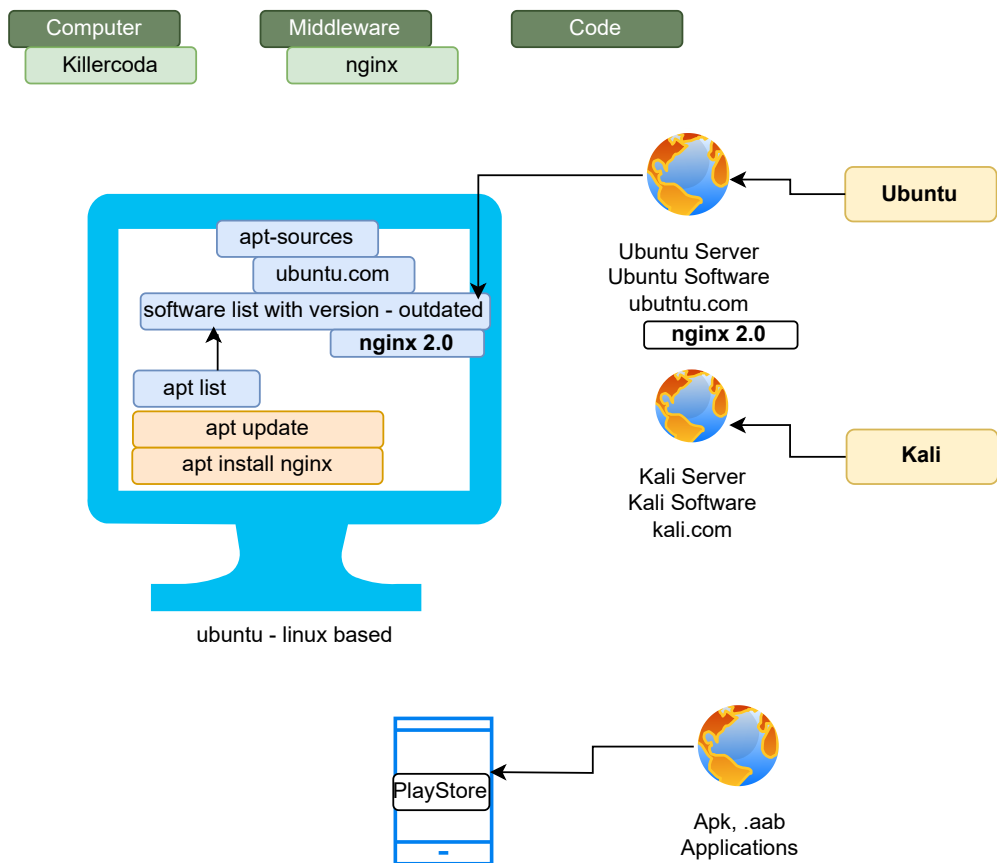 Computer
Middleware
Code
Killercoda
nginx
apt-sources
ubuntu.com
software list with version - outdated
nginx 2.0
apt list
apt update
apt install nginx
ubuntu - linux based
Ubuntu Server
Ubuntu Software
ubutntu.com
nginx 2.0
Ubuntu
Kali Server
Kali Software
kali.com
Kali
PlayStore
Apk, .aab
Applications